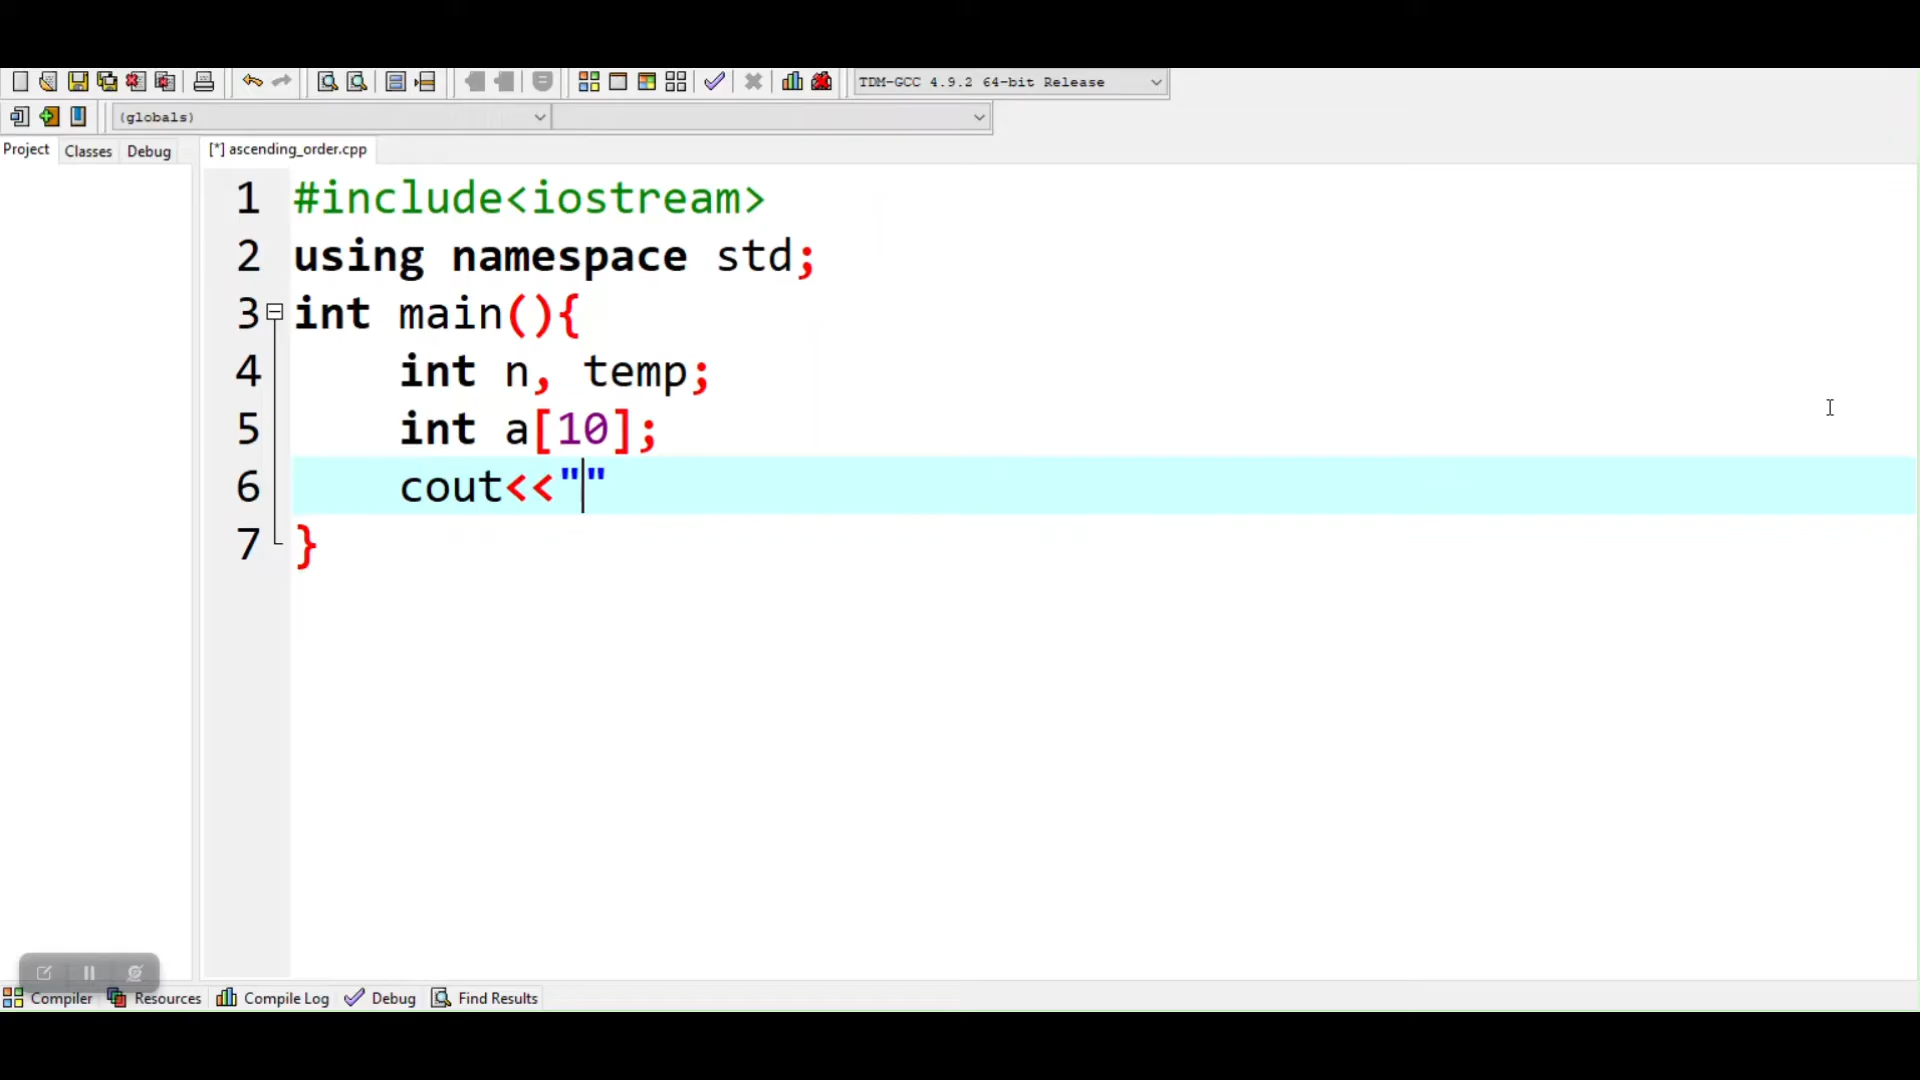 TDM-GCC 4.9.2 64-bit Release
(globals)
Project Classes Debug [*] ascending_order.cpp
1 #include<iostream>
2 using namespace std;
3 int main(){
4 int n, temp;
5 int a[10];
6 cout<<""
7 }
Compiler Resources Compile Log Debug Find Results